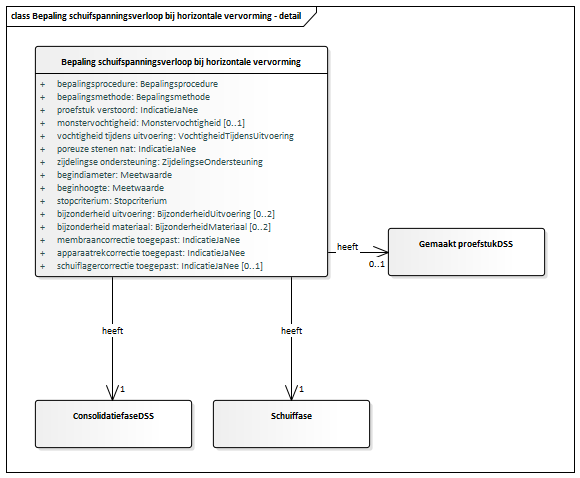 class Bepaling schuifspanningsverloop bij horizontale vervorming - detail
Bepaling schuifspanningsverloop bij horizontale vervorming
+ bepalingsprocedure: Bepalingsprocedure
+ bepalingsmethode: Bepalingsmethode
+ proefstuk verstoord: IndicatieJaNee
+ monstervochtigheid: Monstervochtigheid [0..1]
+ vochtigheid tijdens uitvoering: VochtigheidTijdensUitvoering
+ poreuze stenen nat: IndicatieJaNee
+ zijdelingse ondersteuning: ZijdelingseOndersteuning
+ begindiameter: Meetwaarde
+ beginhoogte: Meetwaarde
+ stopcriterium: Stopcriterium
+ bijzonderheid uitvoering: BijzonderheidUitvoering [0..2]
+ bijzonderheid materiaal: BijzonderheidMateriaal [0..2]
+ membraancorrectie toegepast: IndicatieJaNee
+ apparaatrekcorrectie toegepast: IndicatieJaNee
+ schuiflagercorrectie toegepast: IndicatieJaNee [0..1]
heeft
0..1
Gemaakt proefstukDSS
heeft
heeft
1
1
ConsolidatiefaseDSS
Schuiffase